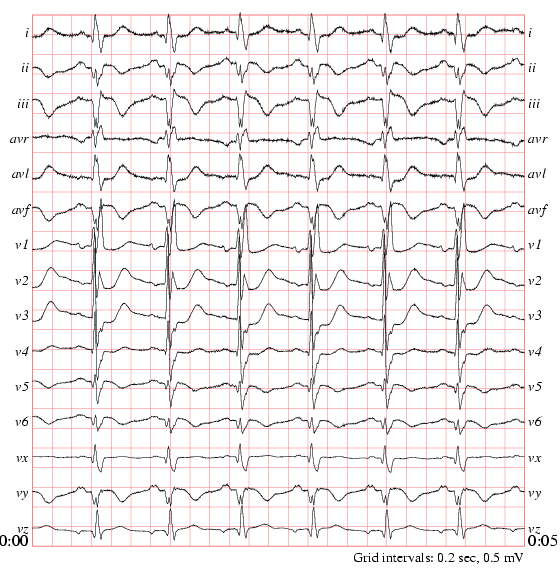 i i
ii ii
iii iii
avr avr
avl avl
avf avf
v1 v1
v2 v2
v3 v3
v4 v4
v5 v5
v6 v6
vx vx
vy vy
vz vz
0:00 0:05
Grid intervals: 0.2 sec, 0.5 mV